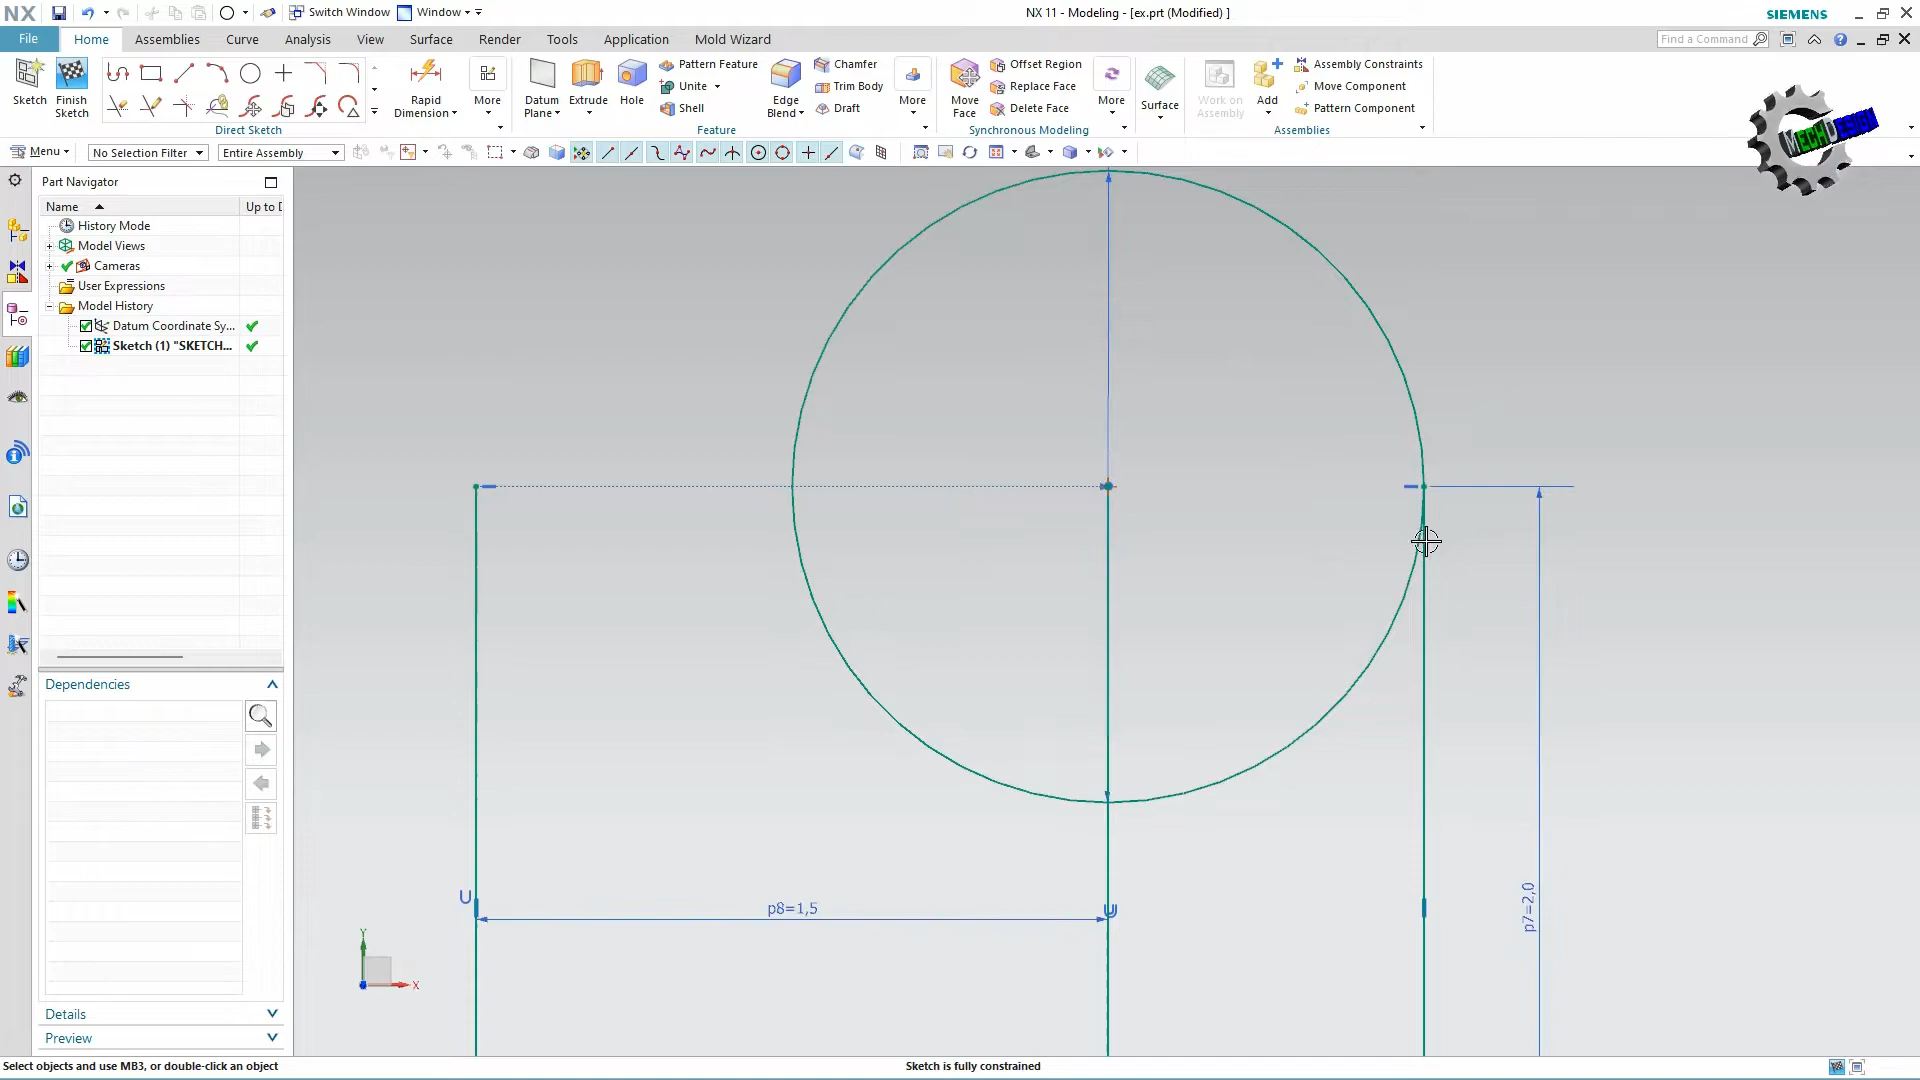 NX
Switch Window
Window
NX 11 - Modeling - [ex.prt (Modified) ]
SIEMENS
File
Home
Assemblies
Curve
Analysis
View
Surface
Render
Tools
Application
Mold Wizard
Find a Command
Sketch
Finish Sketch
Rapid Dimension
More
Direct Sketch
Datum Plane
Extrude
Hole
Pattern Feature
Unite
Shell
Edge Blend
Chamfer
Trim Body
Draft
More
Feature
Move Face
Offset Region
Replace Face
Delete Face
More
Synchronous Modeling
Surface
Work on Assembly
Add
Assembly Constraints
Move Component
Pattern Component
Assemblies
MECHDESIGN
Menu
No Selection Filter
Entire Assembly
Part Navigator
Name
Up to D
History Mode
Model Views
Cameras
User Expressions
Model History
Datum Coordinate Sy...
Sketch (1) "SKETCH...
Dependencies
Details
Preview
p8=1,5
p7=2,0
Y
X
Select objects and use MB3, or double-click an object
Sketch is fully constrained